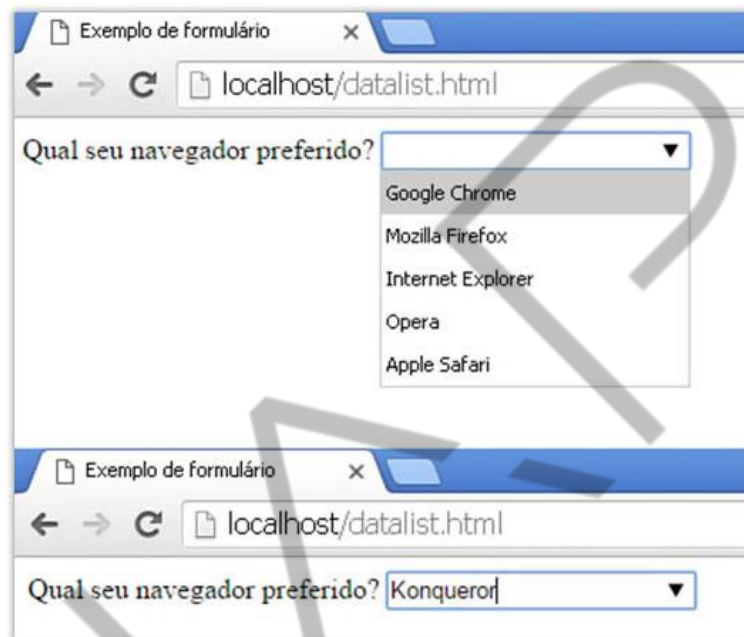 Exemplo de formulário
localhost/datalist.html
Qual seu navegador preferido?
Google Chrome
Mozilla Firefox
Internet Explorer
Opera
Apple Safari
Exemplo de formulário
localhost/datalist.html
Qual seu navegador preferido? Konqueror